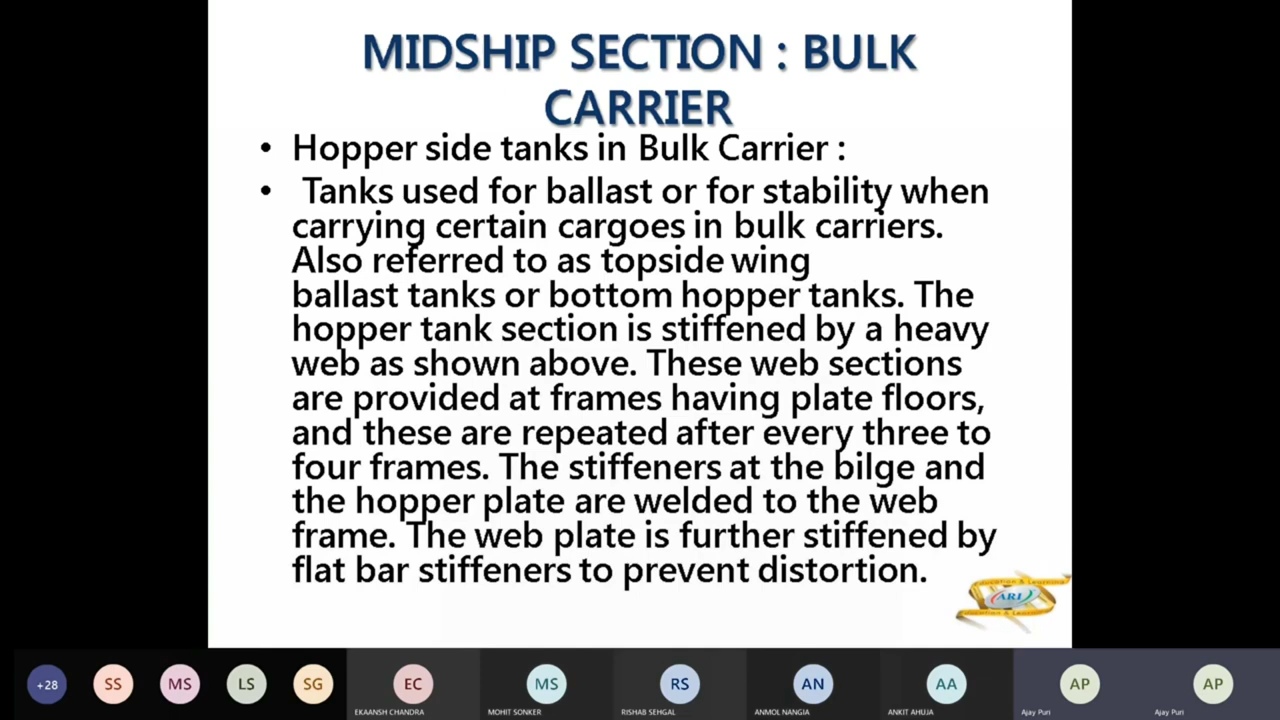 MIDSHIP SECTION : BULK
CARRIER
• Hopper side tanks in Bulk Carrier :
• Tanks used for ballast or for stability when
carrying certain cargoes in bulk carriers.
Also referred to as topside wing
ballast tanks or bottom hopper tanks. The
hopper tank section is stiffened by a heavy
web as shown above. These web sections
are provided at frames having plate floors,
and these are repeated after every three to
four frames. The stiffeners at the bilge and
the hopper plate are welded to the web
frame. The web plate is further stiffened by
flat bar stiffeners to prevent distortion.
Education & Learning
ARI
Education & Learning
+28 SS MS LS SG EC MS RS AN AA AP AP
EKAANSH CHANDRA MOHIT SONKER RISHAB SEHGAL ANMOL NANGIA ANKIT AHUJA Ajay Puri Ajay Puri